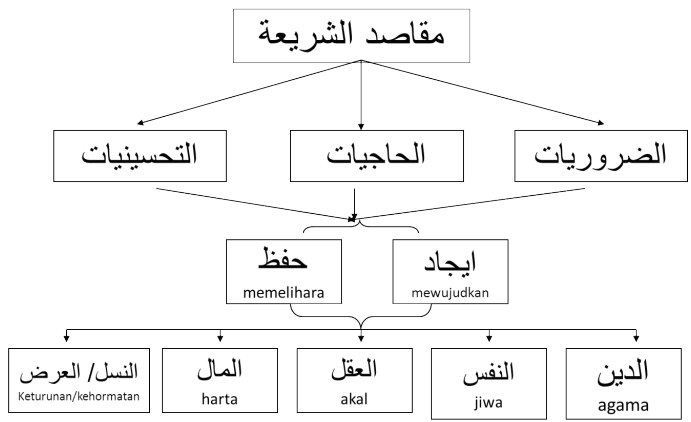 مقاصد الشريعة
الضروريات
الحاجيات
التحسينيات
ايجاد
mewujudkan
حفظ
memelihara
الدين
agama
النفس
jiwa
العقل
akal
المال
harta
النسل/ العرض
Keturunan/kehormatan